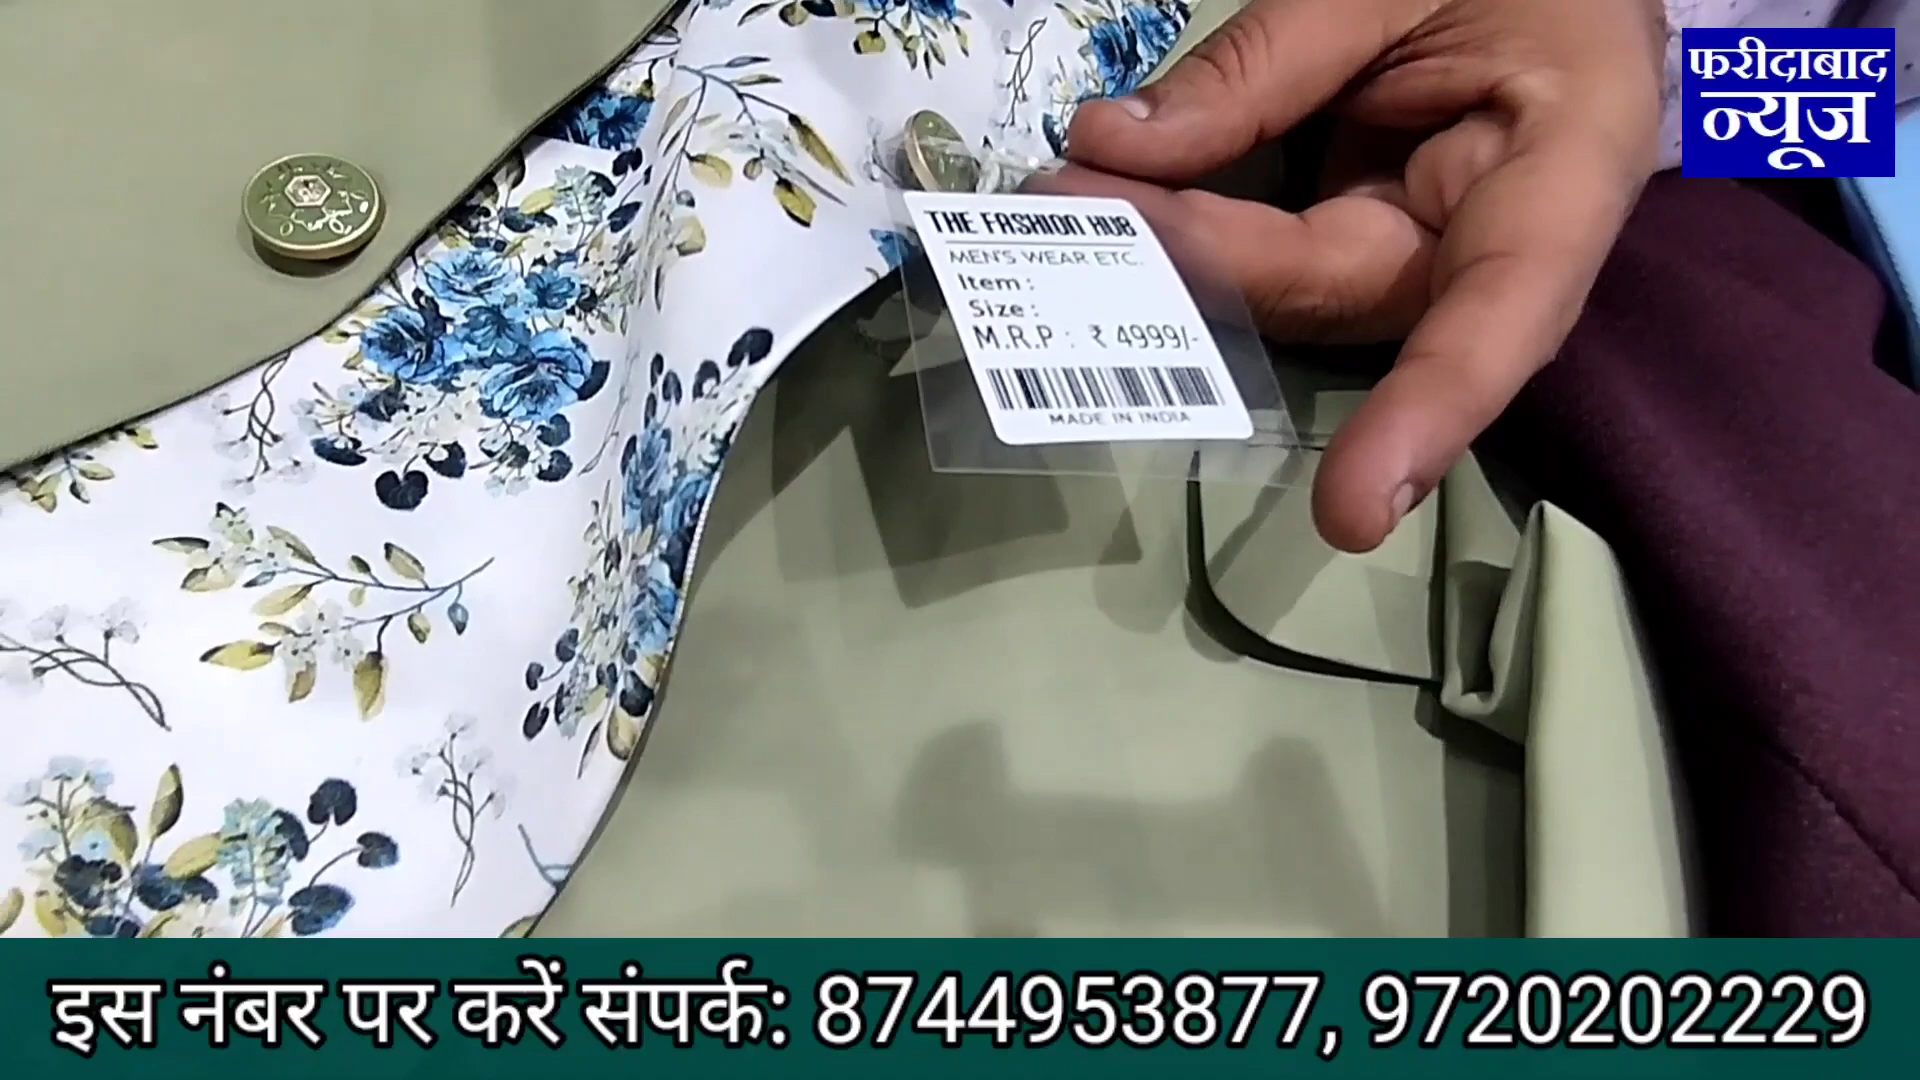 फरीदाबाद
न्यूज
THE FASHION HUB
MEN'S WEAR ETC.
Item :
Size :
M.R.P : ₹ 4999/-
MADE IN INDIA
इस नंबर पर करें संपर्क: 8744953877, 9720202229